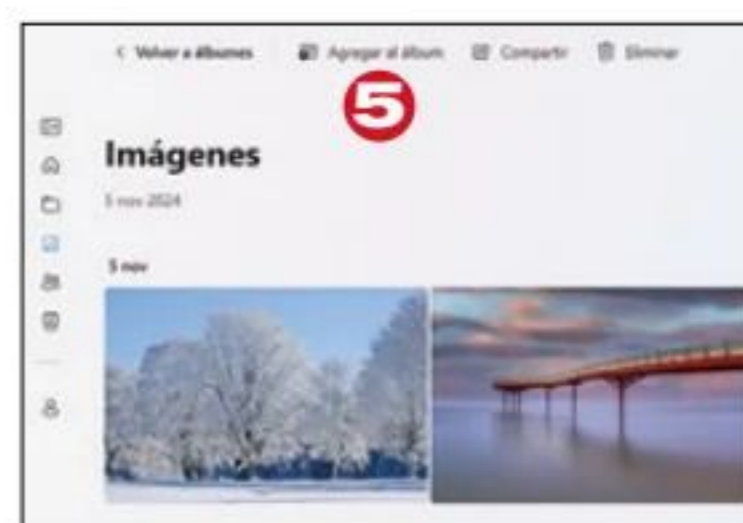 Volver a álbumes Agregar al álbum Compartir Eliminar
5
Imágenes
5 nov 2024
5 nov